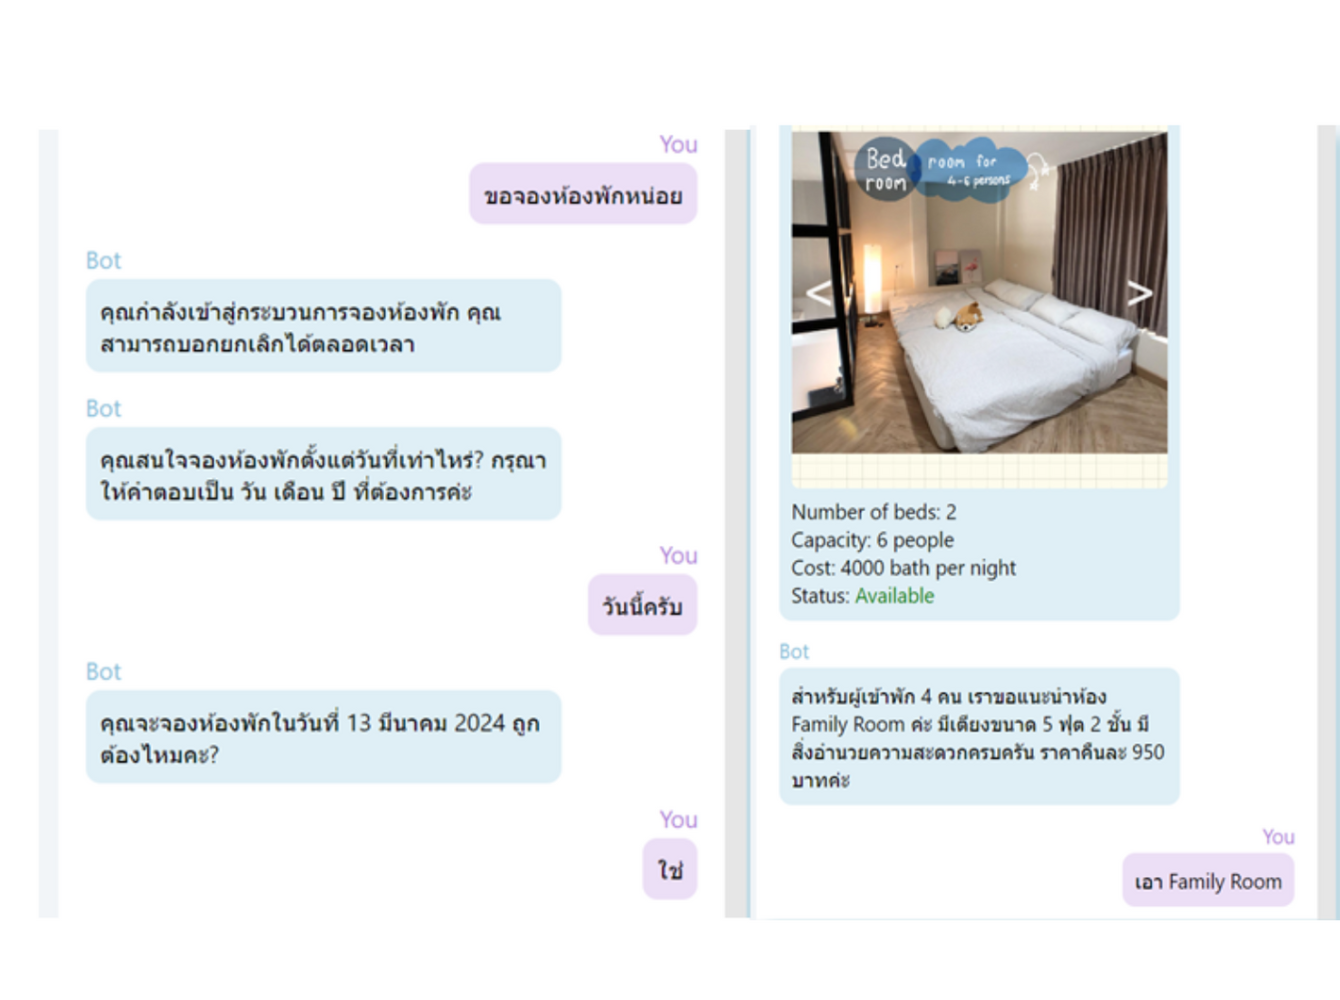 You
ขอจองห้องพักหน่อย
Bot
คุณกำลังเข้าสู่กระบวนการจองห้องพัก คุณ
สามารถบอกยกเลิกได้ตลอดเวลา
Bot
คุณสนใจจองห้องพักตั้งแต่วันที่เท่าไหร่? กรุณา
ให้คำตอบเป็น วัน เดือน ปี ที่ต้องการค่ะ
You
วันนี้ครับ
Bot
คุณจะจองห้องพักในวันที่ 13 มีนาคม 2024 ถูก
ต้องไหมคะ?
You
ใช่
Bed
room
room for
4-6 persons
< >
Number of beds: 2
Capacity: 6 people
Cost: 4000 bath per night
Status: Available
Bot
สำหรับผู้เข้าพัก 4 คน เราขอแนะนำห้อง
Family Room ค่ะ มีเตียงขนาด 5 ฟุต 2 ชั้น มี
สิ่งอำนวยความสะดวกครบครัน ราคาคืนละ 950
บาทค่ะ
You
เอา Family Room